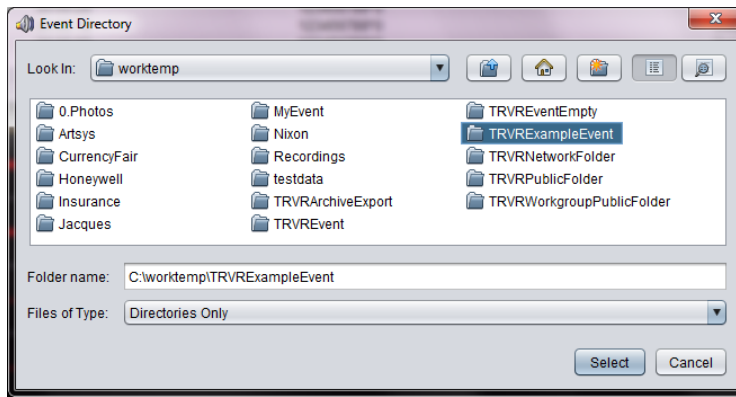 Event Directory
Look In: worktemp
0.Photos MyEvent TRVREventEmpty
Artsys Nixon TRVRExampleEvent
CurrencyFair Recordings TRVRNetworkFolder
Honeywell testdata TRVRPublicFolder
Insurance TRVRArchiveExport TRVRWorkgroupPublicFolder
Jacques TRVREvent
Folder name: C:\worktemp\TRVRExampleEvent
Files of Type: Directories Only
Select Cancel